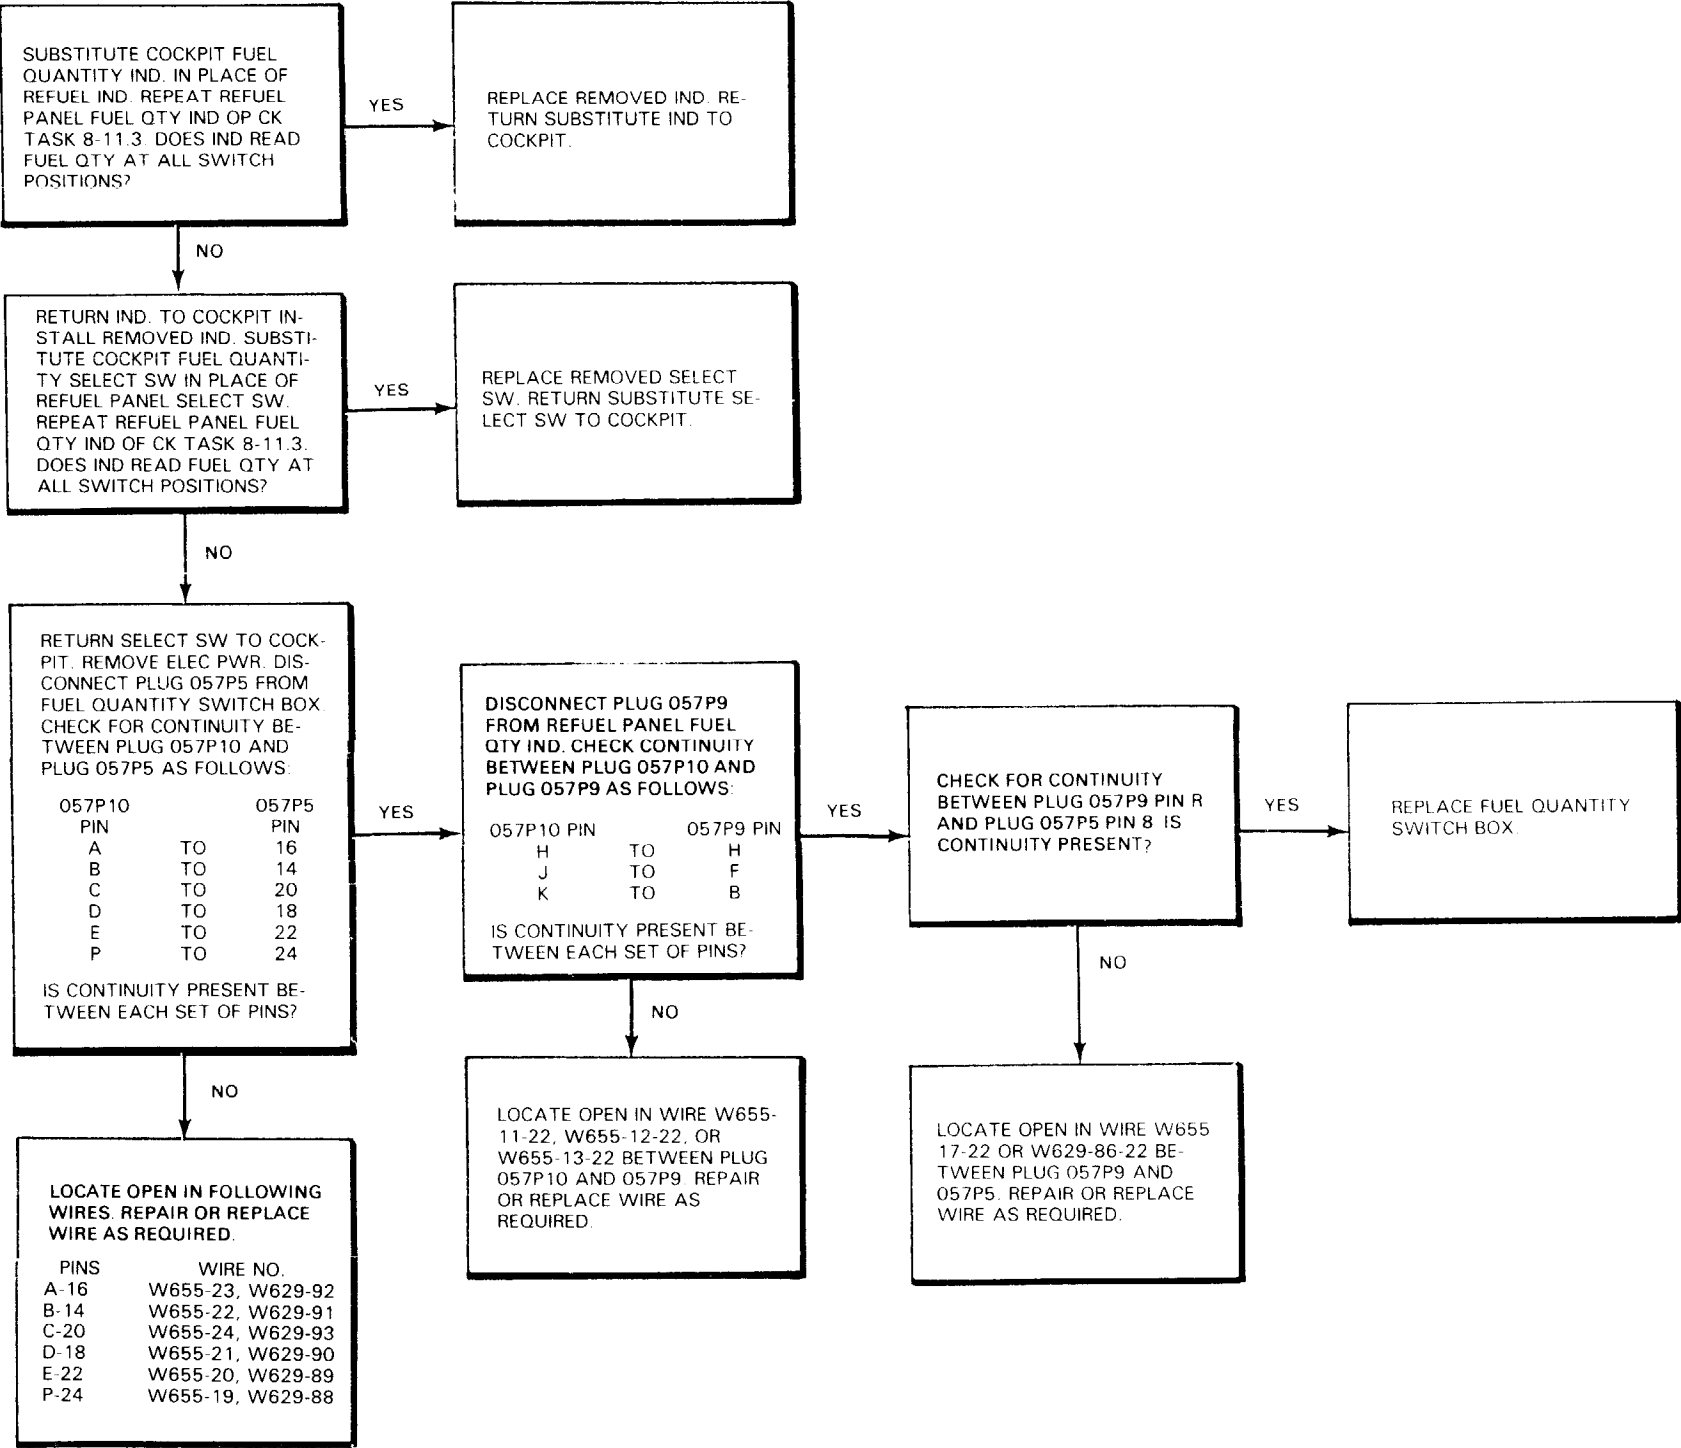 SUBSTITUTE COCKPIT FUEL
QUANTITY IND. IN PLACE OF
REFUEL IND. REPEAT REFUEL
PANEL FUEL QTY IND OP CK
TASK 8-11.3. DOES IND READ
FUEL QTY AT ALL SWITCH
POSITIONS?
YES
REPLACE REMOVED IND. RE-
TURN SUBSTITUTE IND TO
COCKPIT.
NO
RETURN IND. TO COCKPIT IN-
STALL REMOVED IND. SUBSTI-
TUTE COCKPIT FUEL QUANTI-
TY SELECT SW IN PLACE OF
REFUEL PANEL SELECT SW.
REPEAT REFUEL PANEL FUEL
QTY IND OF CK TASK 8-11.3.
DOES IND READ FUEL QTY AT
ALL SWITCH POSITIONS?
YES
REPLACE REMOVED SELECT
SW. RETURN SUBSTITUTE SE-
LECT SW TO COCKPIT.
NO
RETURN SELECT SW TO COCK-
PIT. REMOVE ELEC PWR. DIS-
CONNECT PLUG 057P5 FROM
FUEL QUANTITY SWITCH BOX.
CHECK FOR CONTINUITY BE-
TWEEN PLUG 057P10 AND
PLUG 057P5 AS FOLLOWS:
057P10 057P5
PIN PIN
A TO 16
B TO 14
C TO 20
D TO 18
E TO 22
P TO 24
IS CONTINUITY PRESENT BE-
TWEEN EACH SET OF PINS?
YES
DISCONNECT PLUG 057P9
FROM REFUEL PANEL FUEL
QTY IND. CHECK CONTINUITY
BETWEEN PLUG 057P10 AND
PLUG 057P9 AS FOLLOWS:
057P10 PIN 057P9 PIN
H TO H
J TO F
K TO B
IS CONTINUITY PRESENT BE-
TWEEN EACH SET OF PINS?
YES
CHECK FOR CONTINUITY
BETWEEN PLUG 057P9 PIN R
AND PLUG 057P5 PIN 8 IS
CONTINUITY PRESENT?
YES
REPLACE FUEL QUANTITY
SWITCH BOX.
NO
LOCATE OPEN IN FOLLOWING
WIRES. REPAIR OR REPLACE
WIRE AS REQUIRED.
PINS WIRE NO.
A-16 W655-23, W629-92
B-14 W655-22, W629-91
C-20 W655-24, W629-93
D-18 W655-21, W629-90
E-22 W655-20, W629-89
P-24 W655-19, W629-88
NO
LOCATE OPEN IN WIRE W655-
11-22, W655-12-22, OR
W655-13-22 BETWEEN PLUG
057P10 AND 057P9. REPAIR
OR REPLACE WIRE AS
REQUIRED.
NO
LOCATE OPEN IN WIRE W655
17-22 OR W629-86-22 BE-
TWEEN PLUG 057P9 AND
057P5. REPAIR OR REPLACE
WIRE AS REQUIRED.